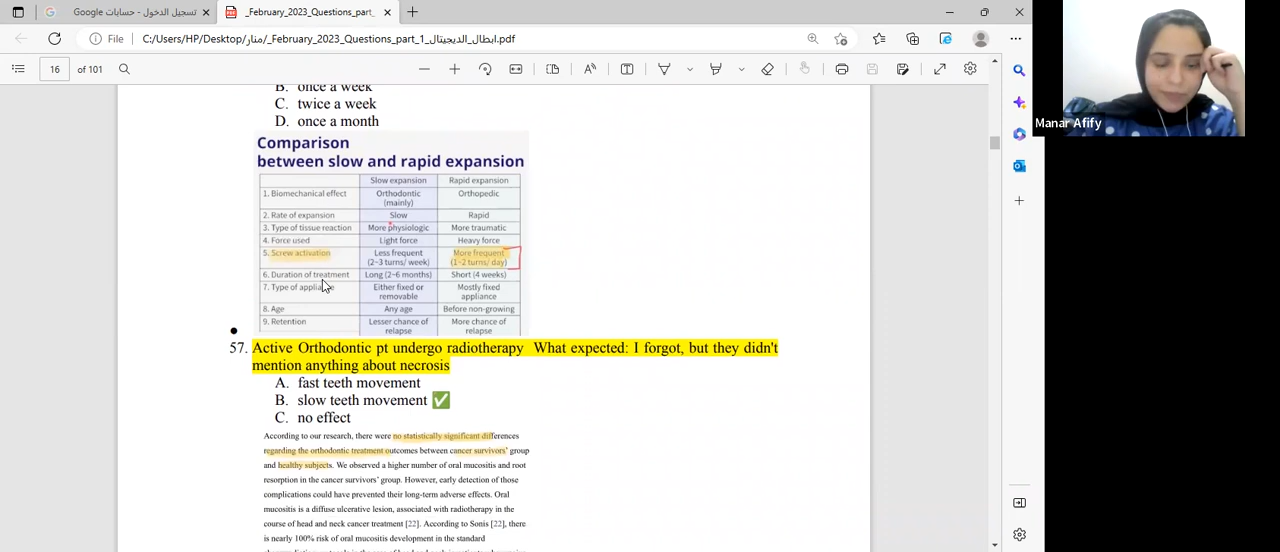 Google تسجيل الدخول - حسابات
_February_2023_Questions_part_
File
C:/Users/HP/Desktop/منار/_February_2023_Questions_part_1_ابطال_الديجيتال.pdf
16 of 101
Manar Afify
B. once a week
C. twice a week
D. once a month
Comparison
between slow and rapid expansion
Slow expansion Rapid expansion
1. Biomechanical effect Orthodontic (mainly) Orthopedic
2. Rate of expansion Slow Rapid
3. Type of tissue reaction More physiologic More traumatic
4. Force used Light force Heavy force
5. Screw activation Less frequent (2-3 turns/ week) More frequent (1-2 turns/ day)
6. Duration of treatment Long (2-6 months) Short (4 weeks)
7. Type of appliance Either fixed or removable Mostly fixed appliance
8. Age Any age Before non-growing
9. Retention Lesser chance of relapse More chance of relapse
57. Active Orthodontic pt undergo radiotherapy What expected: I forgot, but they didn't
mention anything about necrosis
A. fast teeth movement
B. slow teeth movement ✅
C. no effect
According to our research, there were no statistically significant differences
regarding the orthodontic treatment outcomes between cancer survivors' group
and healthy subjects. We observed a higher number of oral mucositis and root
resorption in the cancer survivors' group. However, early detection of those
complications could have prevented their long-term adverse effects. Oral
mucositis is a diffuse ulcerative lesion, associated with radiotherapy in the
course of head and neck cancer treatment [22]. According to Sonis [22], there
is nearly 100% risk of oral mucositis development in the standard